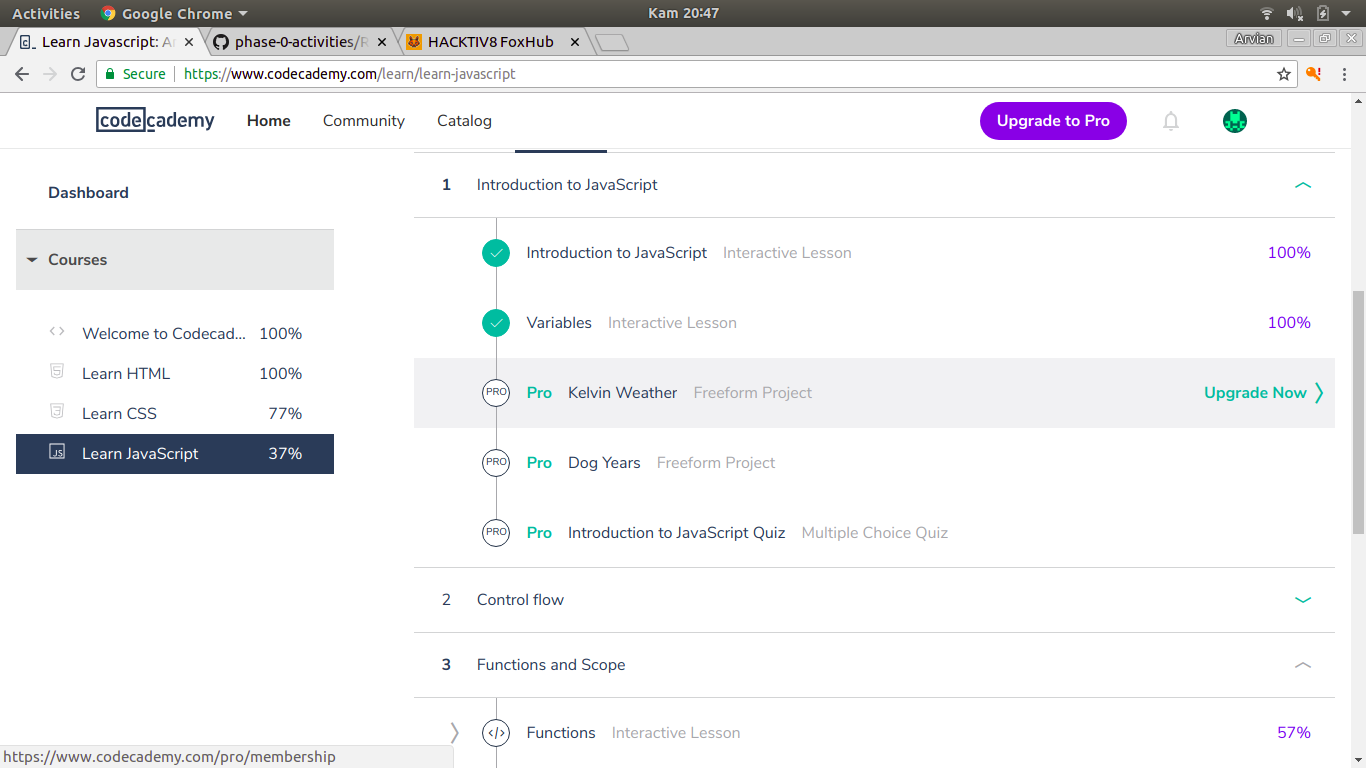 Activities Google Chrome Kam 20:47
Learn Javascript: A phase-0-activities/R HACKTIV8 FoxHub Arvian
Secure https://www.codecademy.com/learn/learn-javascript
codecademy Home Community Catalog Upgrade to Pro
Dashboard
Courses
Welcome to Codecad... 100%
Learn HTML 100%
Learn CSS 77%
JS Learn JavaScript 37%
1 Introduction to JavaScript
Introduction to JavaScript Interactive Lesson 100%
Variables Interactive Lesson 100%
PRO Pro Kelvin Weather Freeform Project Upgrade Now
PRO Pro Dog Years Freeform Project
PRO Pro Introduction to JavaScript Quiz Multiple Choice Quiz
2 Control flow
3 Functions and Scope
</> Functions Interactive Lesson 57%
https://www.codecademy.com/pro/membership